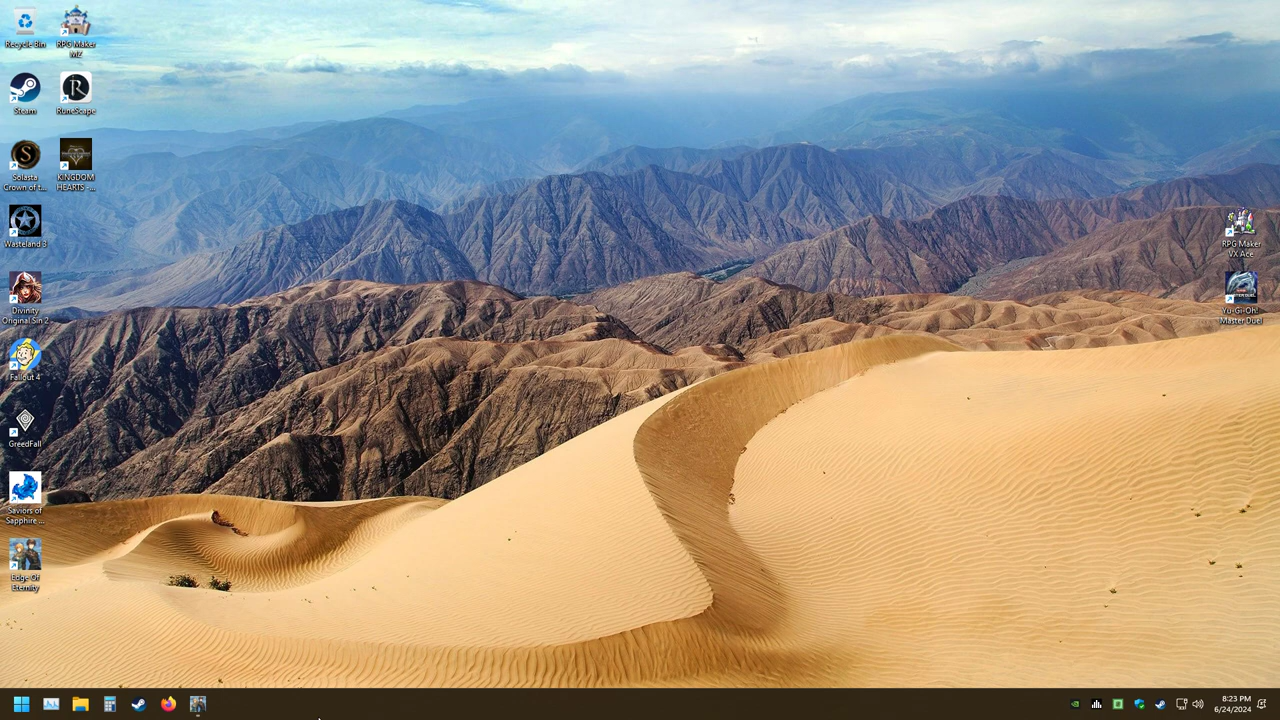 Recycle Bin
RPG Maker
MZ
Steam
RuneScape
Solasta
Crown of t...
KINGDOM
HEARTS -...
Wasteland 3
RPG Maker
VX Ace
Divinity
Original Sin 2
Yu-Gi-Oh!
Master Duel
Fallout 4
GreedFall
Saviors of
Sapphire ...
Edge Of
Eternity
8:23 PM
6/24/2024